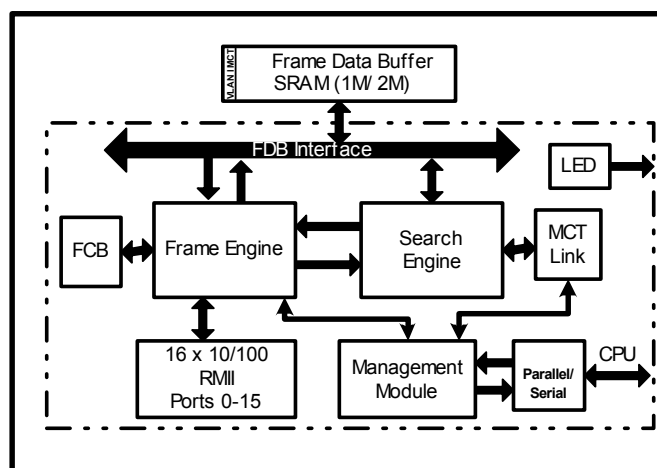 VLAN 1 MCT
Frame Data Buffer
SRAM (1M/ 2M)
FDB Interface
LED
FCB
Frame Engine
Search
Engine
MCT
Link
16 x 10/100
RMII
Ports 0-15
Management
Module
Parallel/
Serial
CPU